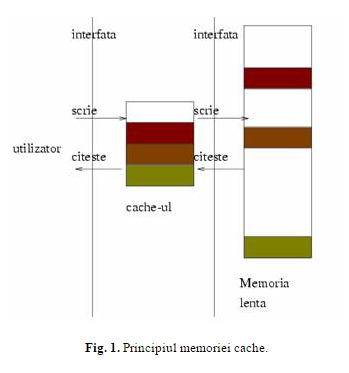 interfata
interfata
scrie
scrie
utilizator
citeste
citeste
cache-ul
Memoria
lenta
Fig. 1. Principiul memoriei cache.